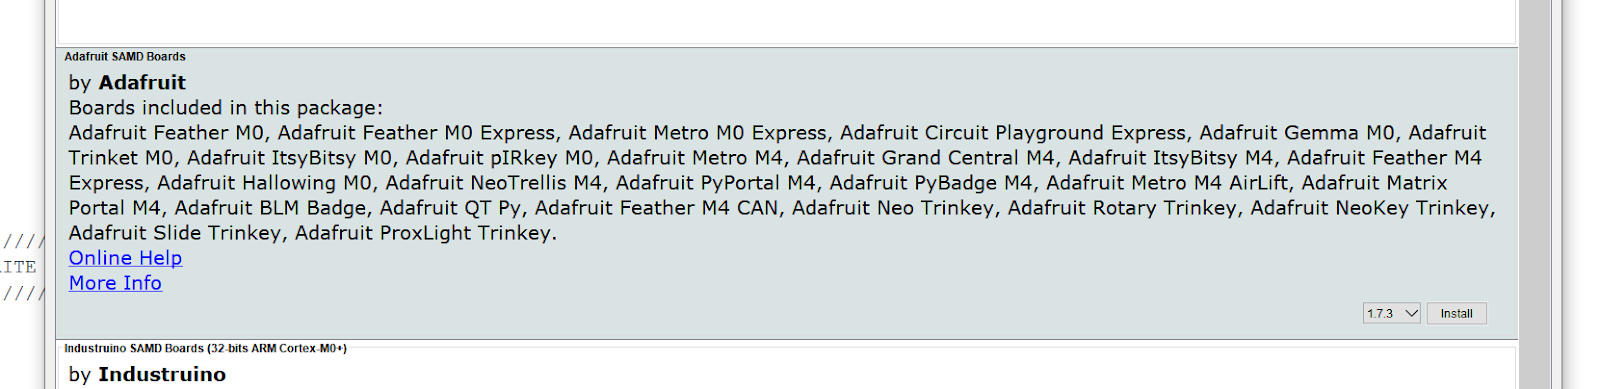 Adafruit SAMD Boards
by Adafruit
Boards included in this package:
Adafruit Feather M0, Adafruit Feather M0 Express, Adafruit Metro M0 Express, Adafruit Circuit Playground Express, Adafruit Gemma M0, Adafruit
Trinket M0, Adafruit ItsyBitsy M0, Adafruit pIRkey M0, Adafruit Metro M4, Adafruit Grand Central M4, Adafruit ItsyBitsy M4, Adafruit Feather M4
Express, Adafruit Hallowing M0, Adafruit NeoTrellis M4, Adafruit PyPortal M4, Adafruit PyBadge M4, Adafruit Metro M4 AirLift, Adafruit Matrix
Portal M4, Adafruit BLM Badge, Adafruit QT Py, Adafruit Feather M4 CAN, Adafruit Neo Trinkey, Adafruit Rotary Trinkey, Adafruit NeoKey Trinkey,
Adafruit Slide Trinkey, Adafruit ProxLight Trinkey.
////
Online Help
ITE
More Info
////
1.7.3 Install
Industruino SAMD Boards (32-bits ARM Cortex-M0+)
by Industruino